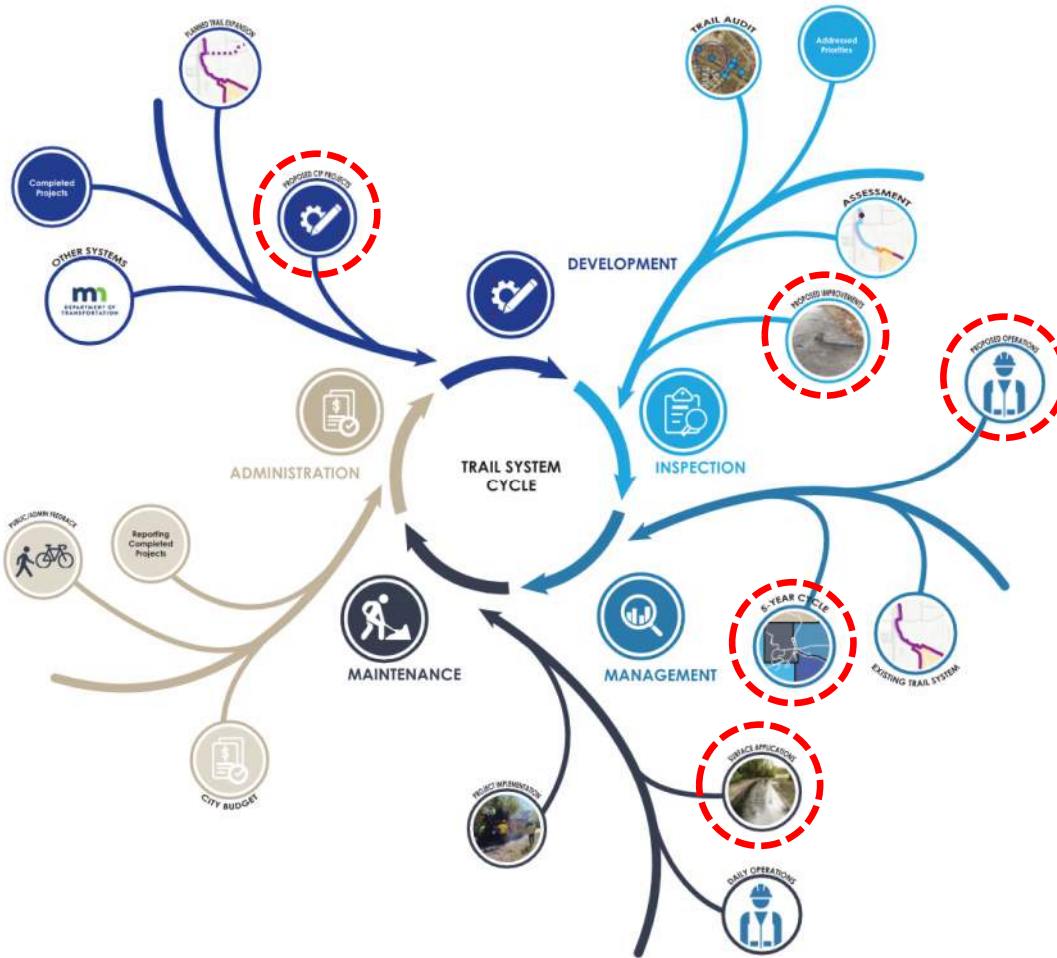 PLANNED TRAIL EXPANSION
Completed
Projects
PROPOSED CIP PROJECTS
OTHER SYSTEMS
mn
DEPARTMENT OF
TRANSPORTATION
DEVELOPMENT
TRAIL AUDIT
Addressed
Priorities
ASSESSMENT
PROPOSED IMPROVEMENTS
INSPECTION
PROPOSED OPERATIONS
TRAIL SYSTEM
CYCLE
ADMINISTRATION
PUBLIC/ADMIN FEEDBACK
Reporting
Completed
Projects
CITY BUDGET
MAINTENANCE
MANAGEMENT
5-YEAR CYCLE
EXISTING TRAIL SYSTEM
PROJECT IMPLEMENTATION
SURFACE APPLICATIONS
DAILY OPERATIONS